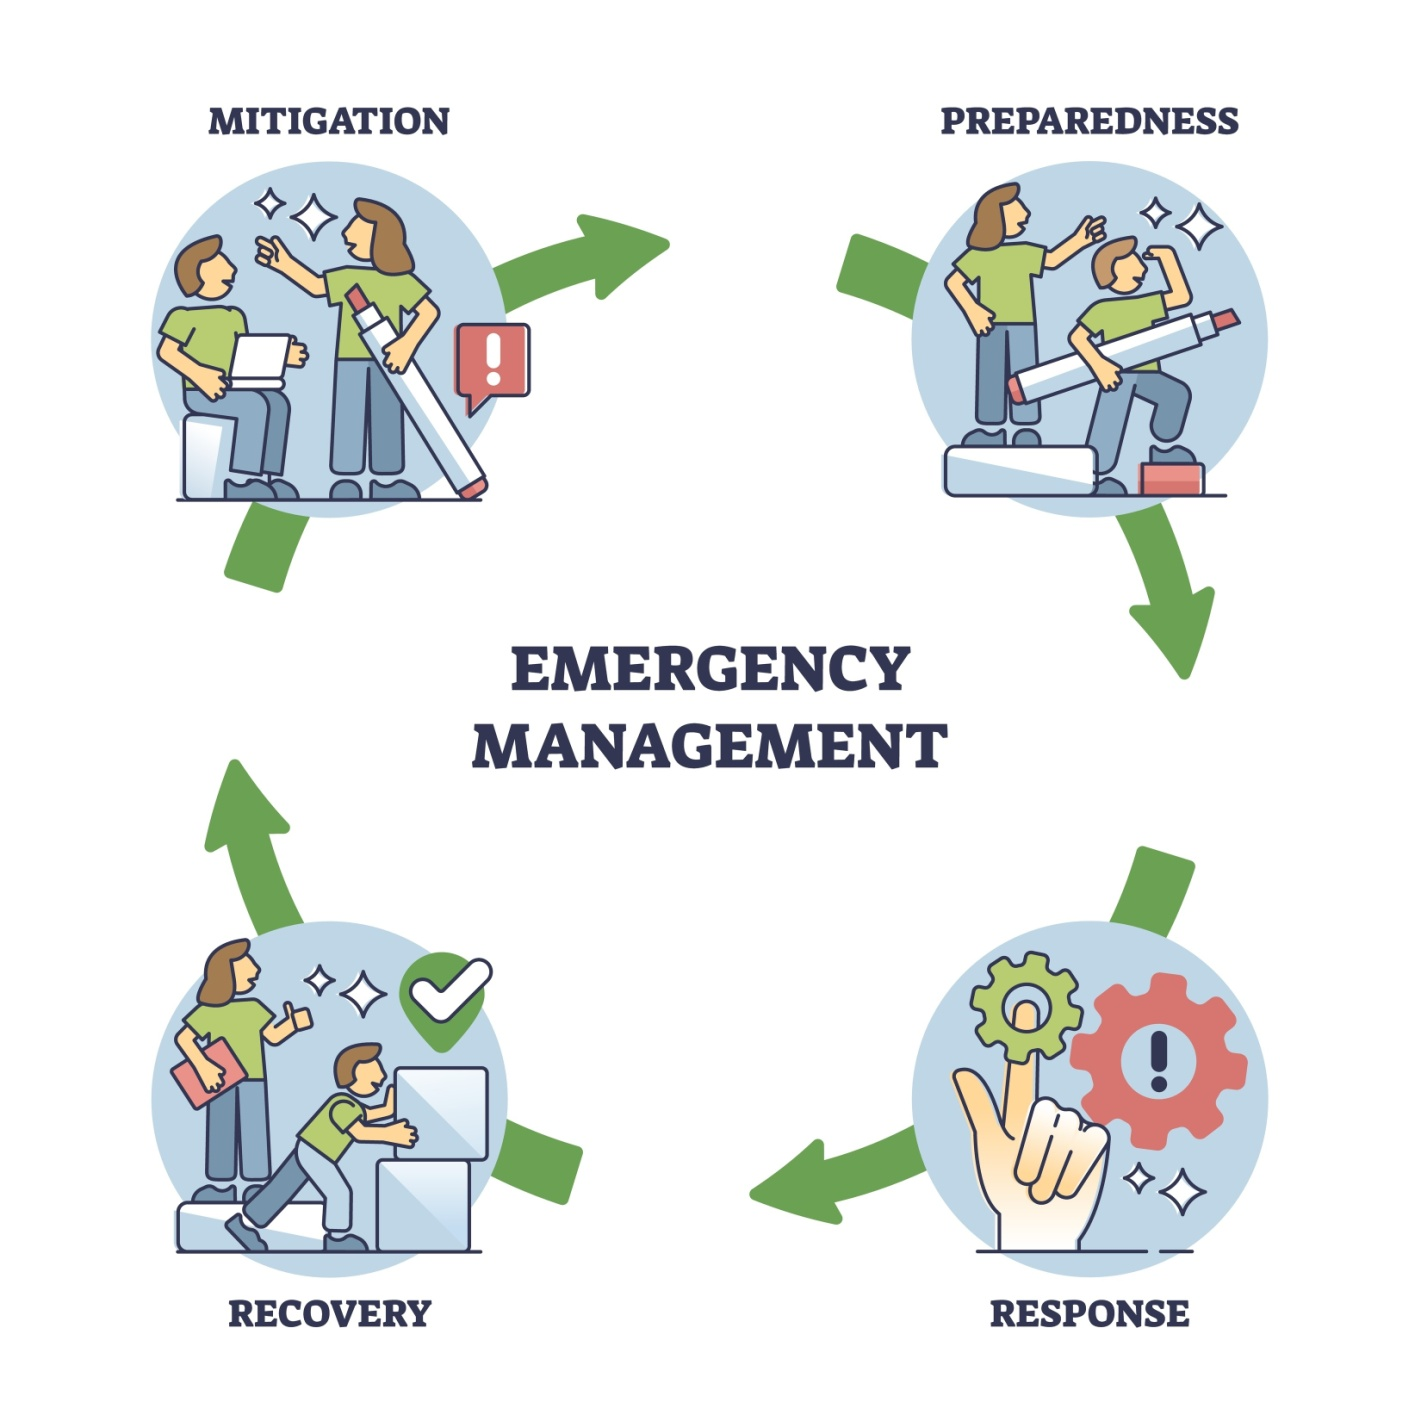 MITIGATION
PREPAREDNESS
EMERGENCY
MANAGEMENT
RECOVERY
RESPONSE